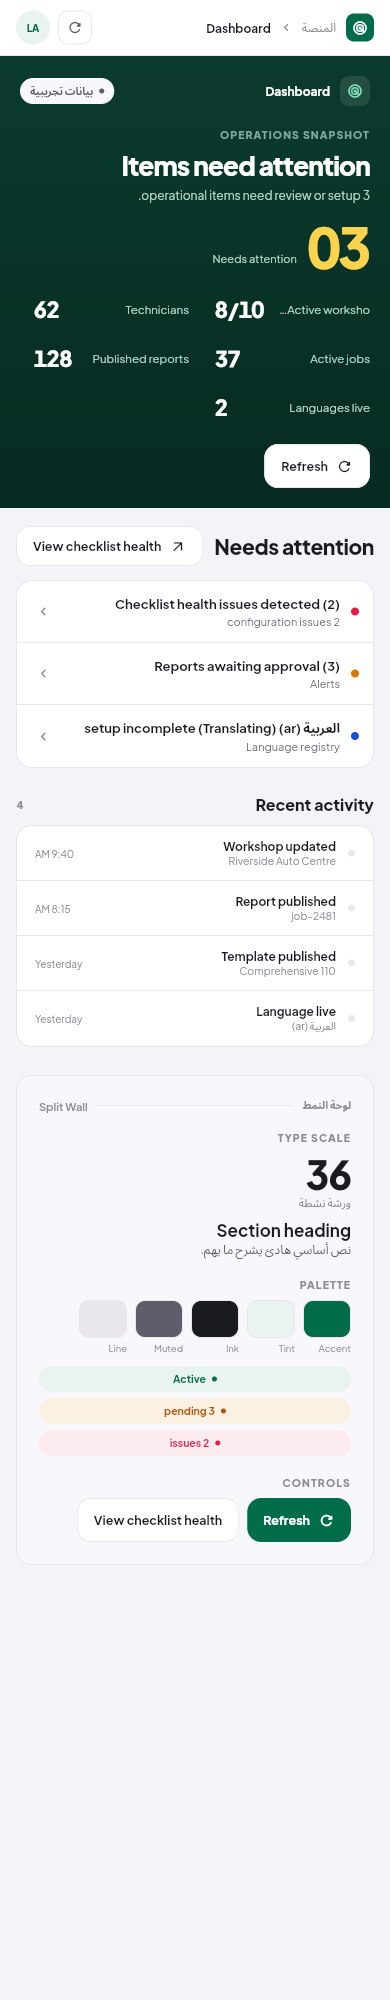 المنصة
Dashboard
LA
Dashboard
بيانات تجريبية
OPERATIONS SNAPSHOT
Items need attention
.operational items need review or setup 3
03
Needs attention
...Active worksho
8/10
Technicians
62
Active jobs
37
Published reports
128
Languages live
2
Refresh
Needs attention
View checklist health
Checklist health issues detected (2)
configuration issues 2
Reports awaiting approval (3)
Alerts
setup incomplete (Translating) (ar) العربية
Language registry
Recent activity
4
Workshop updated
Riverside Auto Centre
AM 9:40
Report published
job-2481
AM 8:15
Template published
Comprehensive 110
Yesterday
Language live
العربية (ar)
Yesterday
لوحة النمط
Split Wall
TYPE SCALE
36
ورشة نشطة
Section heading
نص أساسي هادئ يشرح ما يهم.
PALETTE
Accent
Tint
Ink
Muted
Line
Active
pending 3
issues 2
CONTROLS
Refresh
View checklist health